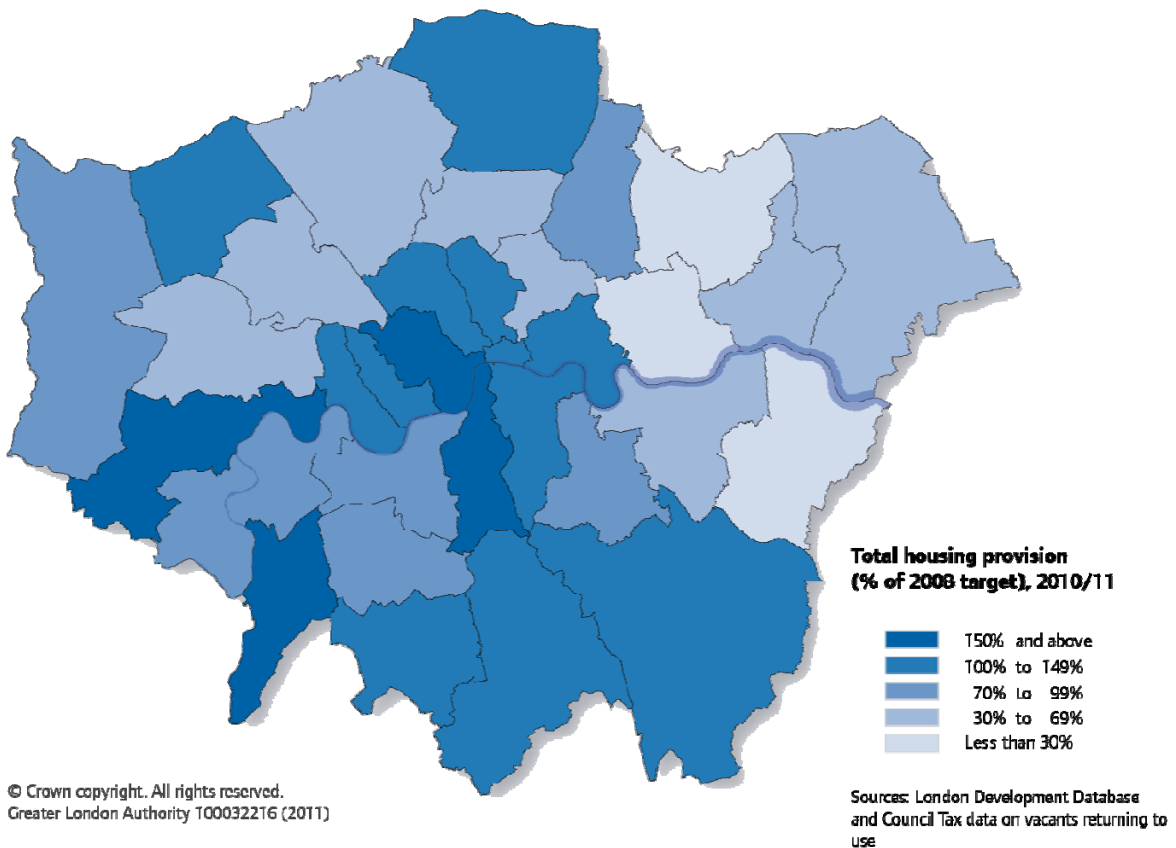 Total housing provision
(% of 2008 target), 2010/11
150% and above
100% to 149%
70% to 99%
30% to 69%
Less than 30%
© Crown copyright. All rights reserved.
Greater London Authority 100032216 (2011)
Sources: London Development Database
and Council Tax data on vacants returning to
use